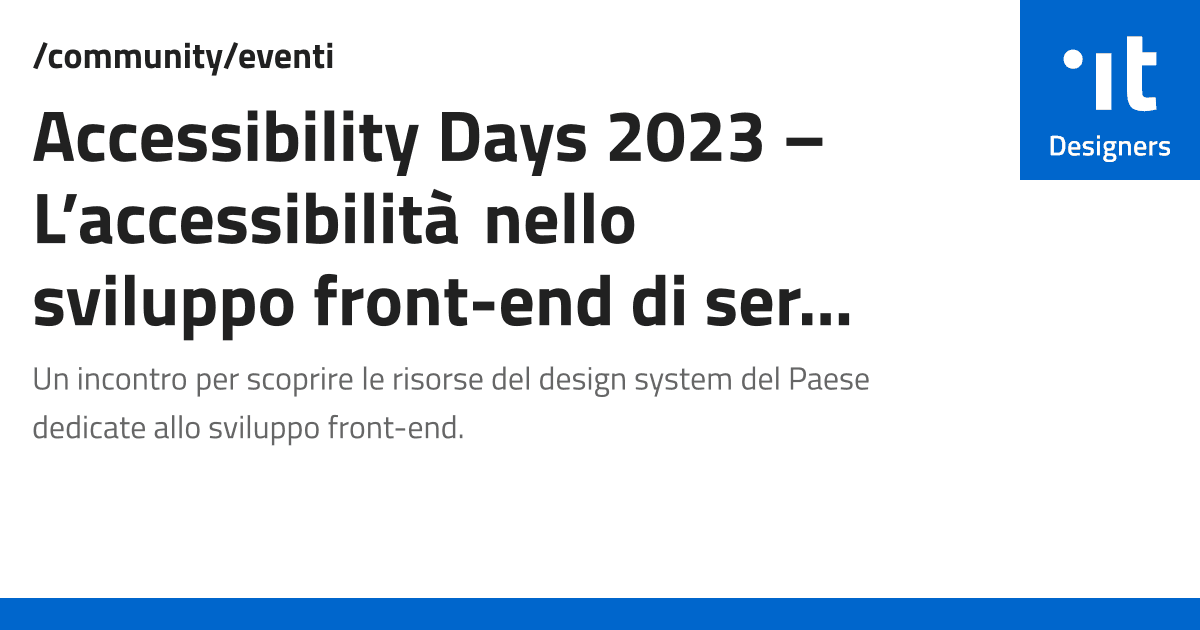 /community/eventi
Accessibility Days 2023 –
L’accessibilità nello
sviluppo front-end di ser...
Un incontro per scoprire le risorse del design system del Paese
dedicate allo sviluppo front-end.
it
Designers